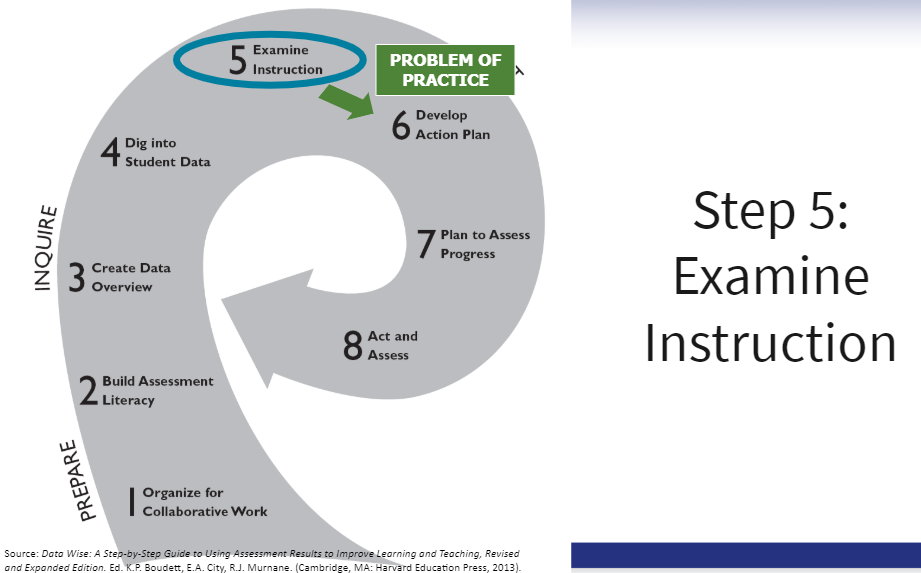 5 Examine
Instruction
PROBLEM OF
PRACTICE
6 Develop
Action Plan
4 Dig into
Student Data
7 Plan to Assess
Progress
INQUIRE
3 Create Data
Overview
8 Act and
Assess
2 Build Assessment
Literacy
PREPARE
1 Organize for
Collaborative Work
Source: Data Wise: A Step-by-Step Guide to Using Assessment Results to Improve Learning and Teaching, Revised
and Expanded Edition. Ed. K.P. Boudett, E.A. City, R.J. Murnane. (Cambridge, MA: Harvard Education Press, 2013).
Step 5:
Examine
Instruction